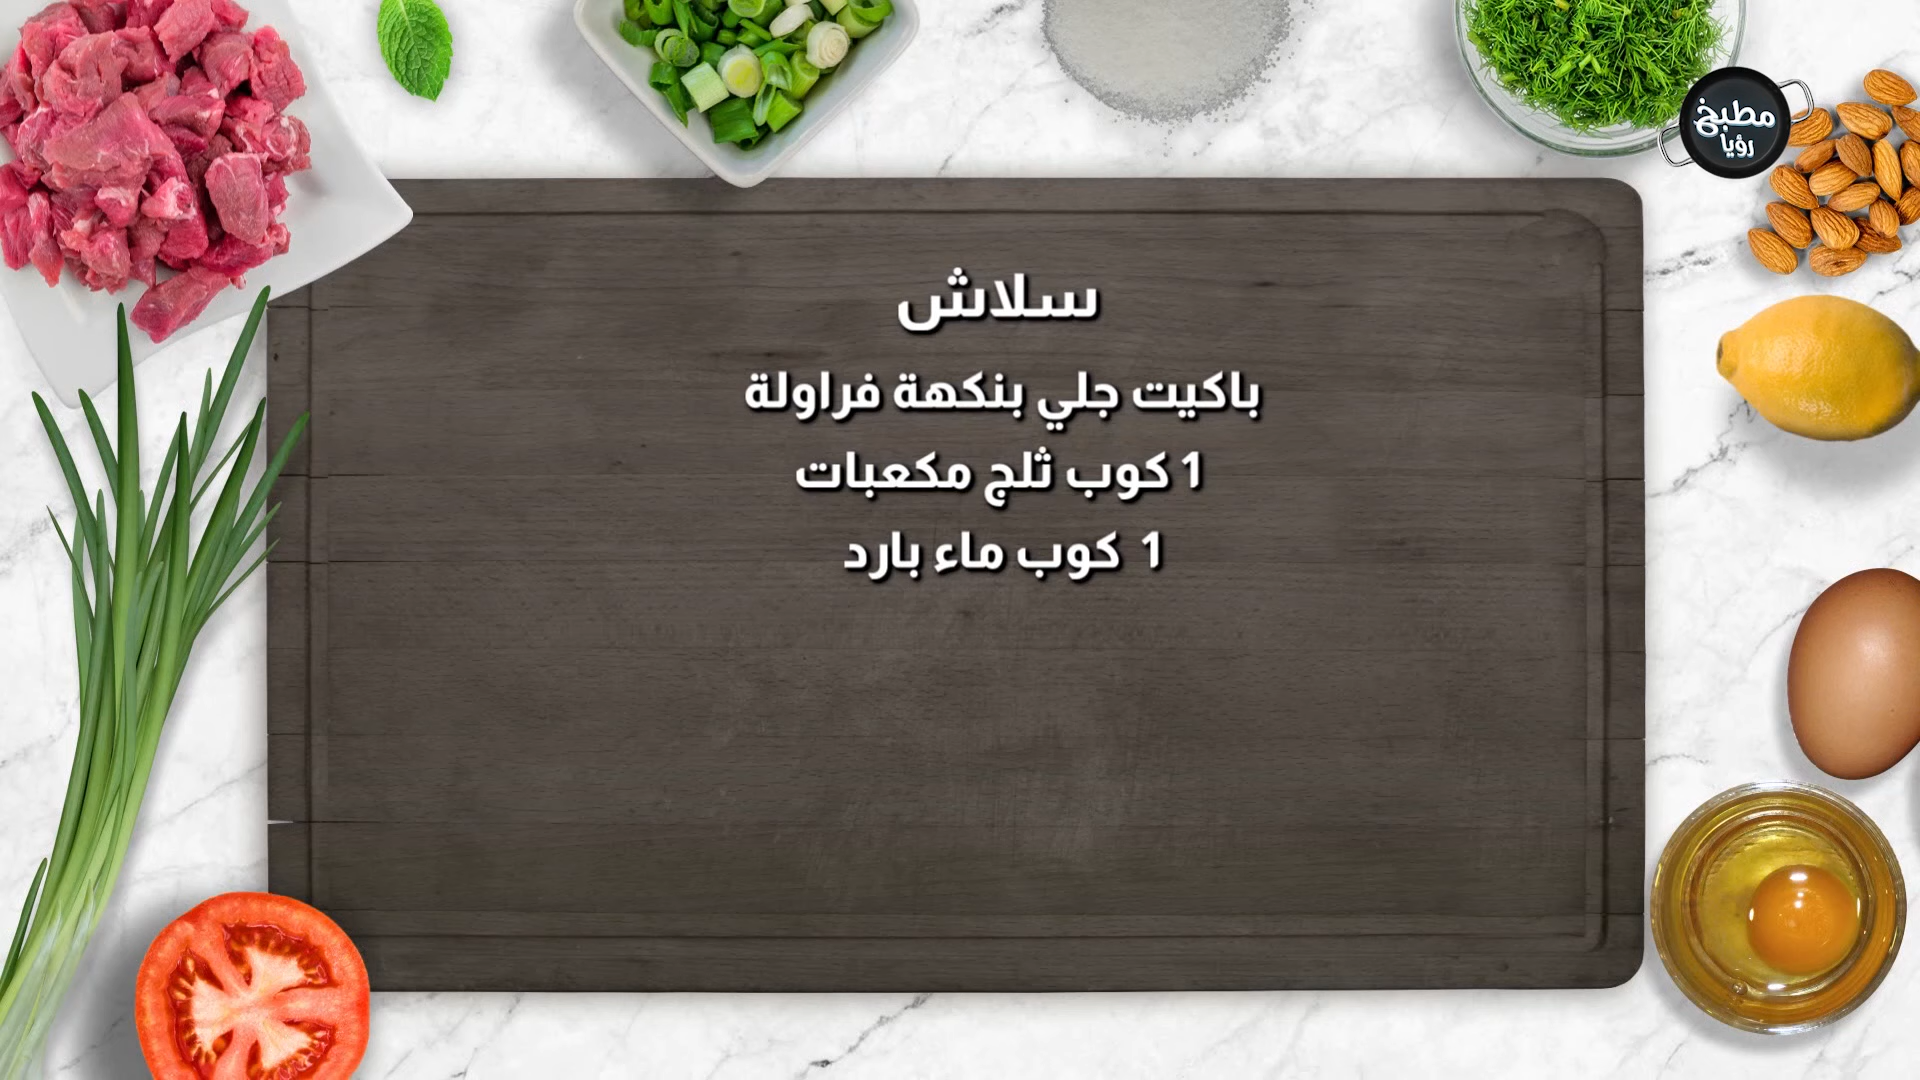 مطبخ
رؤيا
سلاش
باكيت جلي بنكهة فراولة
1 كوب ثلج مكعبات
1 كوب ماء بارد